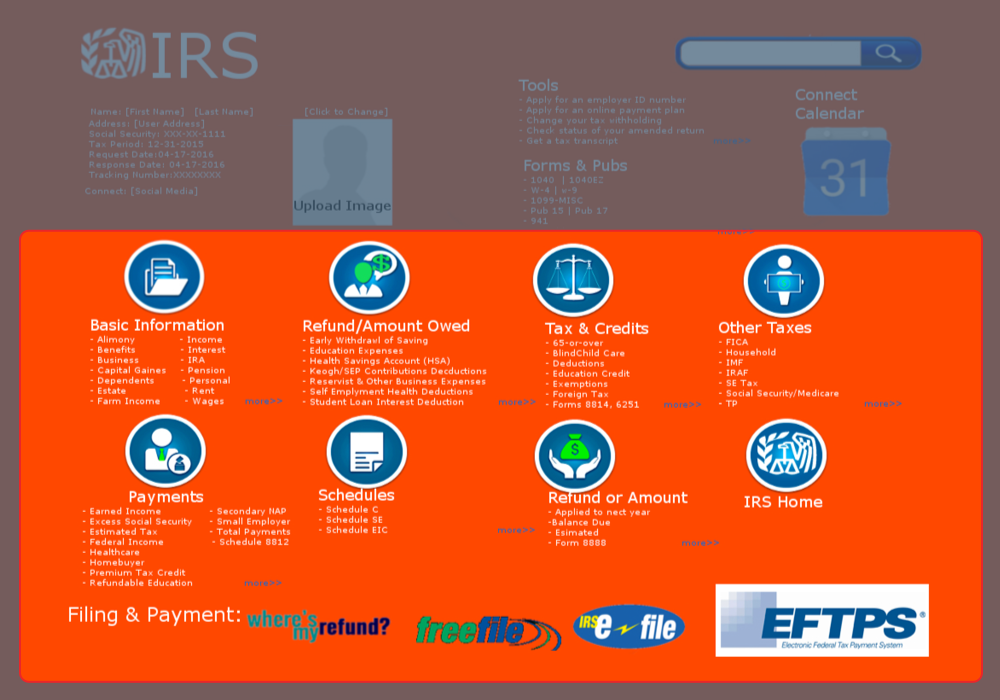 IRS
Name: [First Name] [Last Name]
Address: [User Address]
Social Security: XXX-XX-1111
Tax Period: 12-31-2015
Request Date:04-17-2016
Response Date: 04-17-2016
Tracking Number:XXXXXXXX
Connect: [Social Media]
[Click to Change]
Upload Image
Tools
- Apply for an employer ID number
- Apply for an online payment plan
- Change your tax withholding
- Check status of your amended return
- Get a tax transcript
Forms & Pubs
- 1040 | 1040EZ
- W-4 | w-9
- 1099-MISC
- Pub 15 | Pub 17
- 941
Connect
Calendar
31
Basic Information
- Alimony
- Benefits
- Business
- Capital Gaines
- Dependents
- Estate
- Farm Income
- Income
- Interest
- IRA
- Pension
- Personal
- Rent
- Wages
more>>
Refund/Amount Owed
- Early Withdrawl of Saving
- Education Expenses
- Health Savings Account (HSA)
- Keogh/SEP Contributions Decductions
- Reservist & Other Business Expenses
- Self Emplyment Health Deductions
- Student Loan Interest Deduction
more>>
Tax & Credits
- 65-or-over
- BlindChild Care
- Deductions
- Education Credit
- Exemptions
- Foreign Tax
- Forms 8814, 6251
more>>
Other Taxes
- FICA
- Household
- IMF
- IRAF
- SE Tax
- Social Security/Medicare
- TP
more>>
Payments
- Earned Income
- Excess Social Security
- Estimated Tax
- Federal Income
- Healthcare
- Homebuyer
- Premium Tax Credit
- Refundable Education
- Secondary NAP
- Small Employer
- Total Payments
- Schedule 8812
more>>
Schedules
- Schedule C
- Schedule SE
- Schedule EIC
more>>
$
Refund or Amount
- Applied to nect year
-Balance Due
- Esimated
- Form 8888
more>>
IRS Home
Filing & Payment:
where's my refund?
freefile
IRS e file
EFTPS®
Electronic Federal Tax Payment System